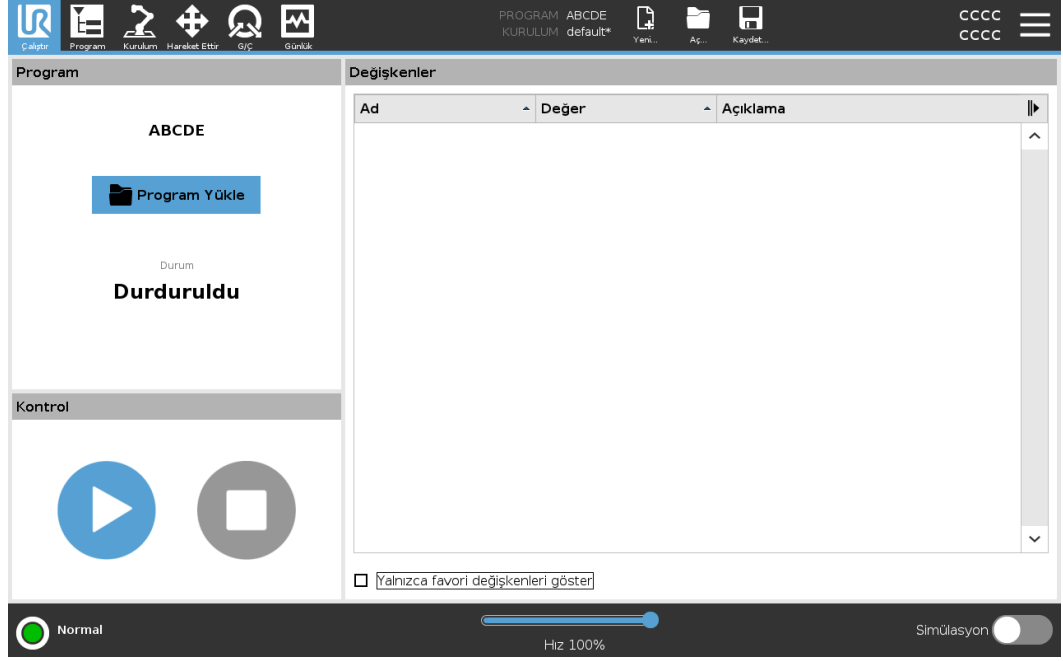 PROGRAM ABCDE
KURULUM default*
CCCC
CCCC
Çalıştır Program Kurulum Hareket Ettir G/Ç Günlük Yeni... Aç... Kaydet...
Program
Değişkenler
Ad Değer Açıklama
ABCDE
Program Yükle
Durum
Durduruldu
Kontrol
Yalnızca favori değişkenleri göster
Normal
Hız 100%
Simülasyon